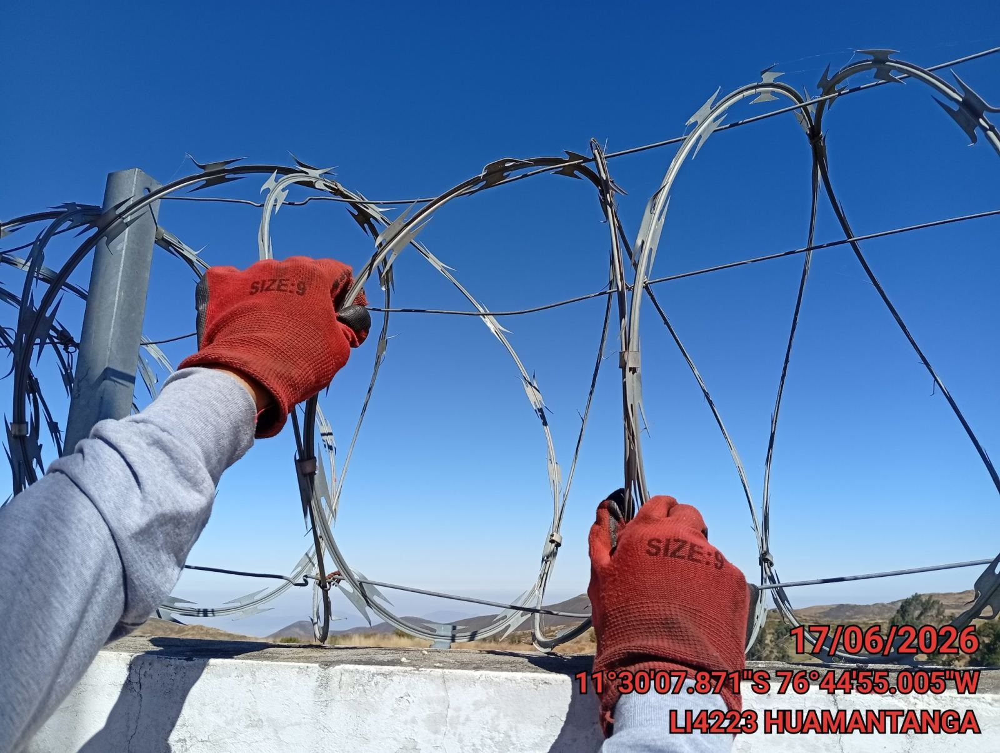 SIZE:9
SIZE:9
17/06/2026
11°30'07.871"S 76°44'55.005"W
LI4223 HUAMANTANGA